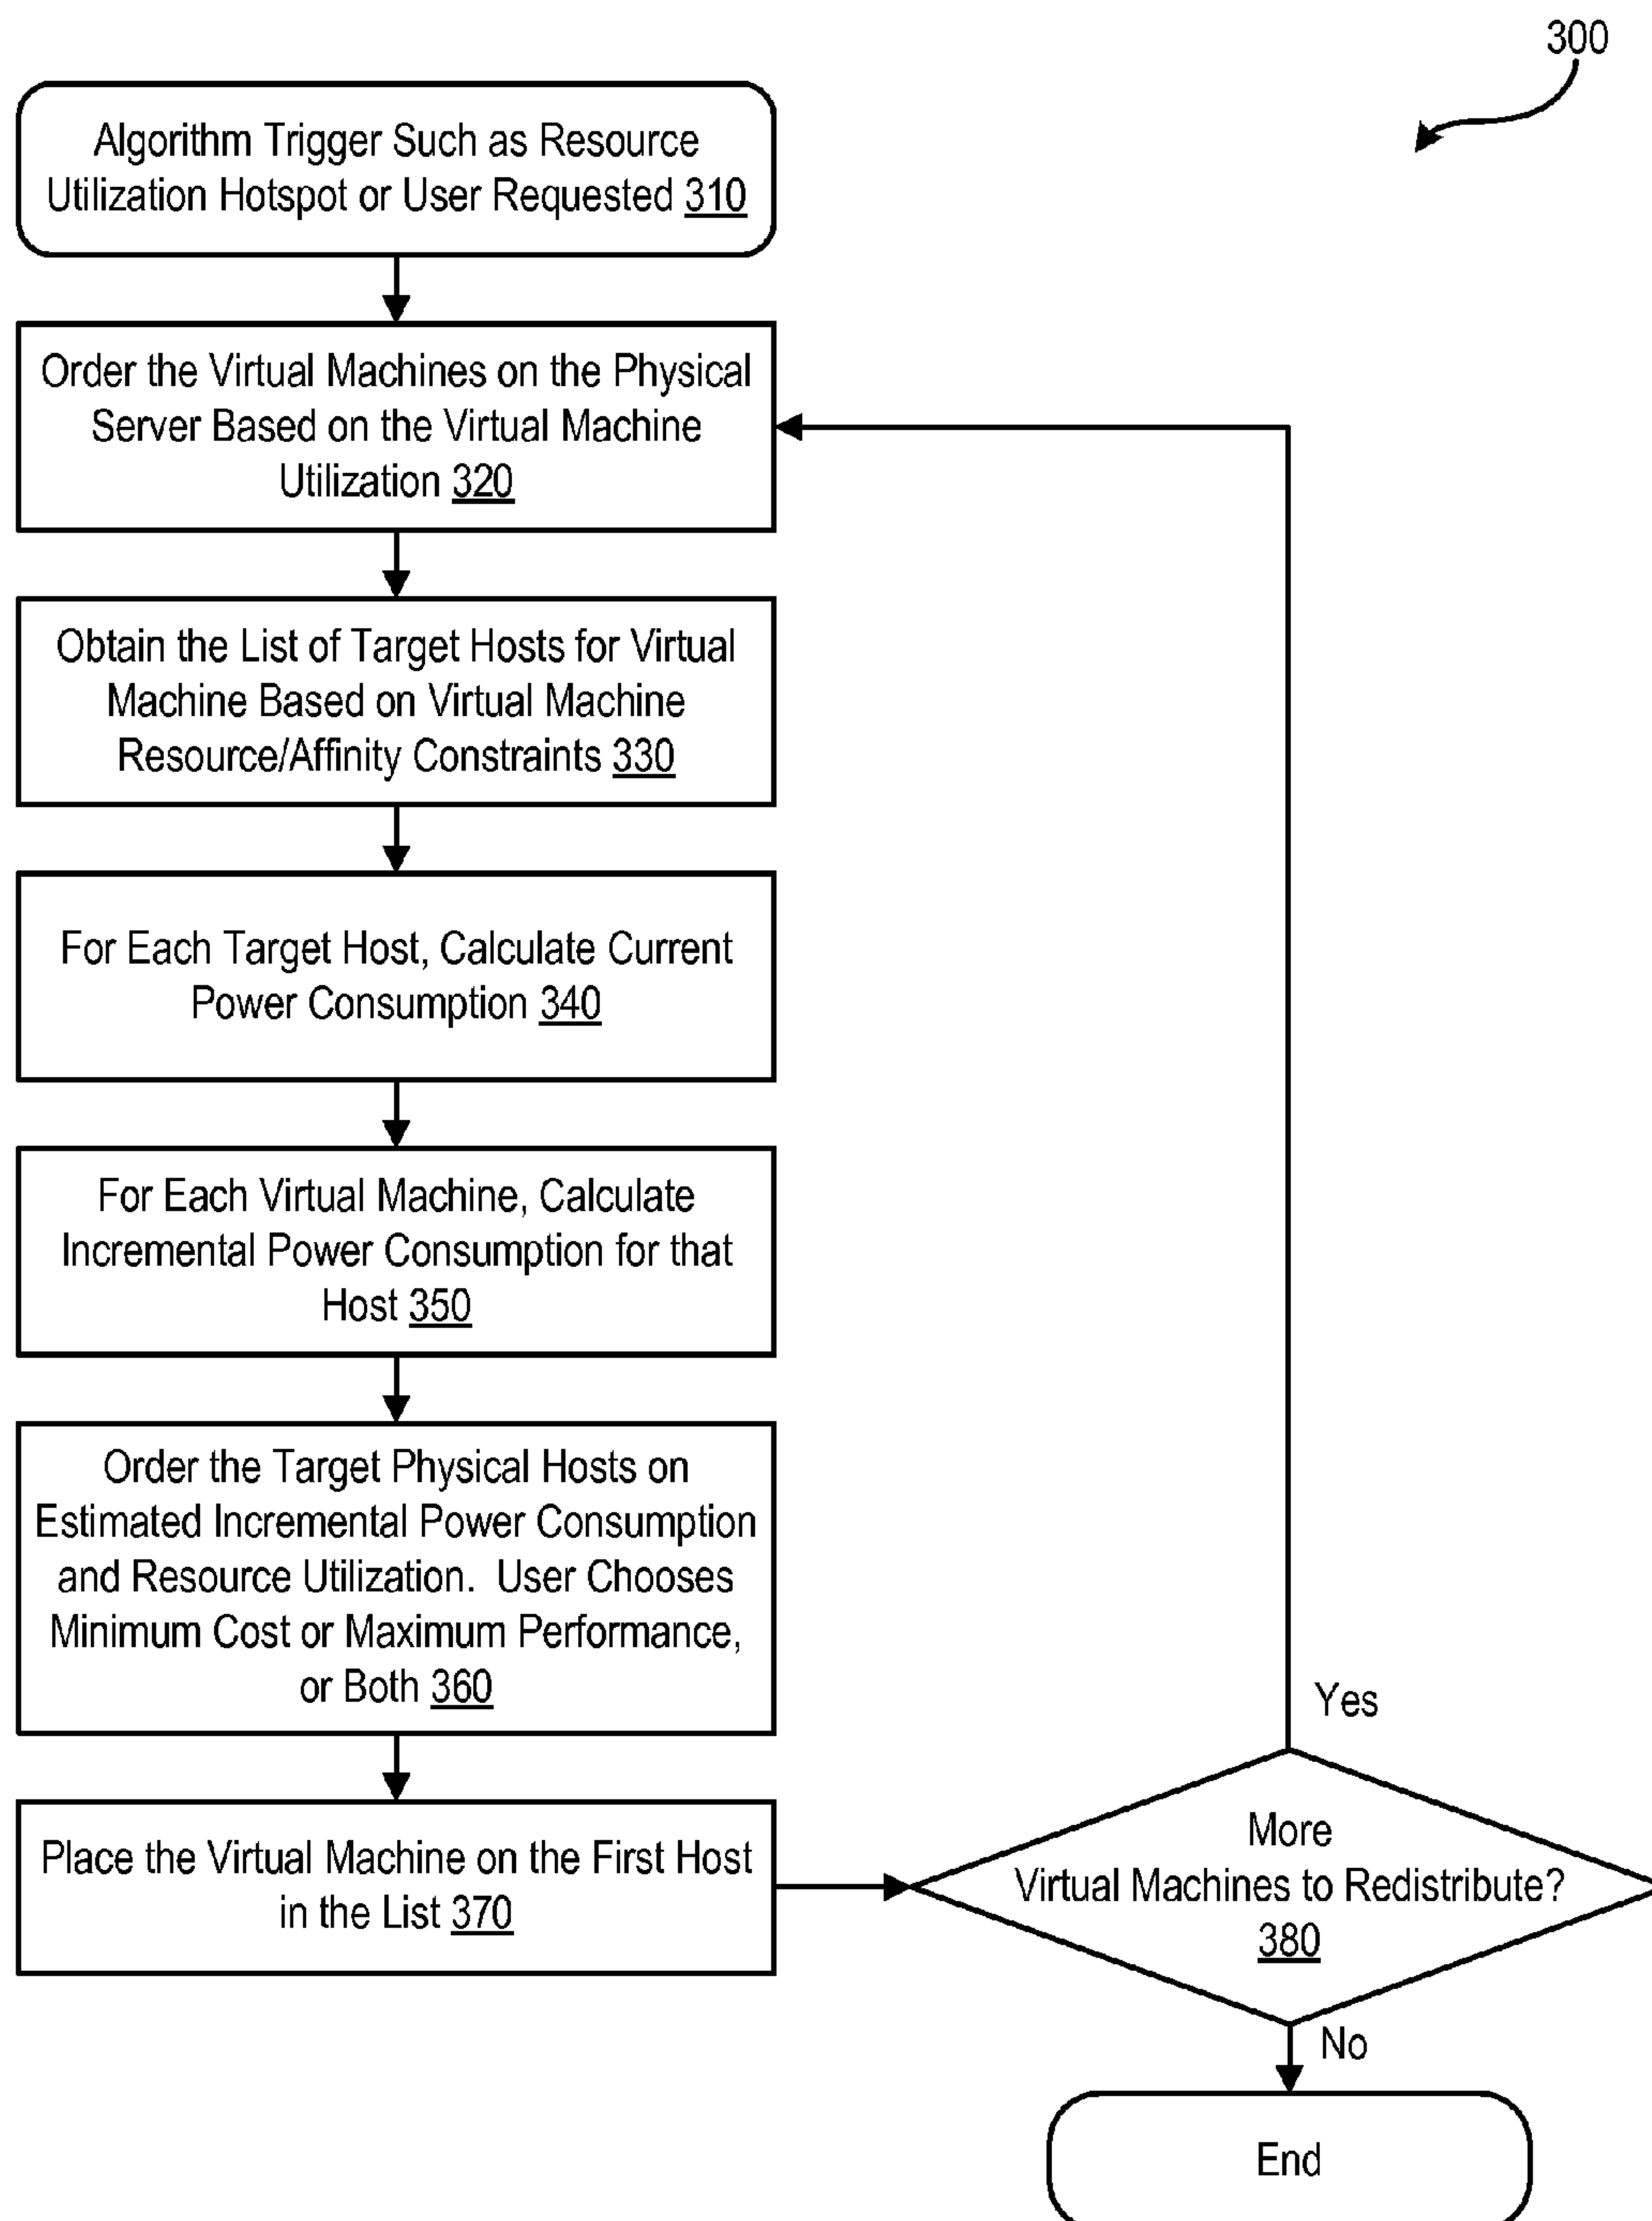 300
Algorithm Trigger Such as Resource
Utilization Hotspot or User Requested 310
Order the Virtual Machines on the Physical
Server Based on the Virtual Machine
Utilization 320
Obtain the List of Target Hosts for Virtual
Machine Based on Virtual Machine
Resource/Affinity Constraints 330
For Each Target Host, Calculate Current
Power Consumption 340
For Each Virtual Machine, Calculate
Incremental Power Consumption for that
Host 350
Order the Target Physical Hosts on
Estimated Incremental Power Consumption
and Resource Utilization. User Chooses
Minimum Cost or Maximum Performance,
or Both 360
Place the Virtual Machine on the First Host
in the List 370
Yes
More
Virtual Machines to Redistribute?
380
No
End